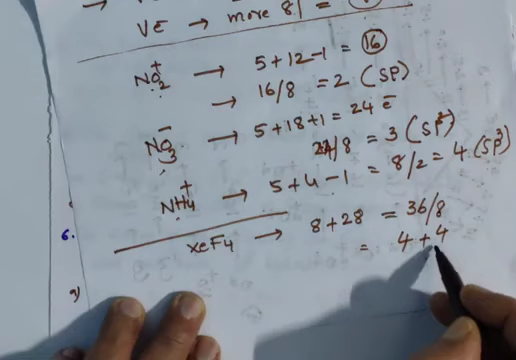 VE → more 8/ =
NO₂⁺ → 5+12-1 = 16
→ 16/8 = 2 (SP)
NO₃⁻ → 5+18+1 = 24 e⁻
24/8 = 3 (SP²)
NH₄⁺ → 5+4-1 = 8/2 = 4 (SP³)
6.
XeF₄ → 8+28 = 36/8
= 4+4